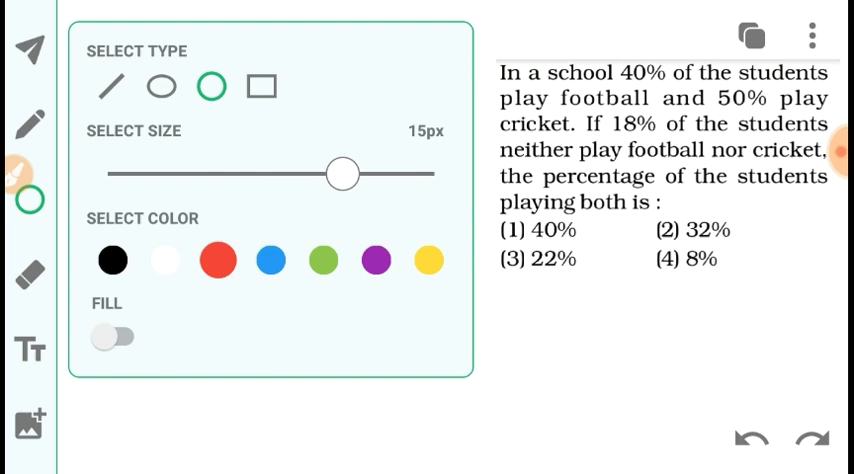 SELECT TYPE
SELECT SIZE
15px
SELECT COLOR
FILL
TT
In a school 40% of the students
play football and 50% play
cricket. If 18% of the students
neither play football nor cricket,
the percentage of the students
playing both is :
(1) 40% (2) 32%
(3) 22% (4) 8%